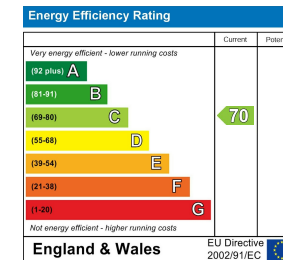 Energy Efficiency Rating
Current
Very energy efficient - lower running costs
(92 plus) A
(81-91) B
(69-80) C
70
(55-68) D
(39-54) E
(21-38) F
(1-20) G
Not energy efficient - higher running costs
England & Wales
EU Directive
2002/91/EC